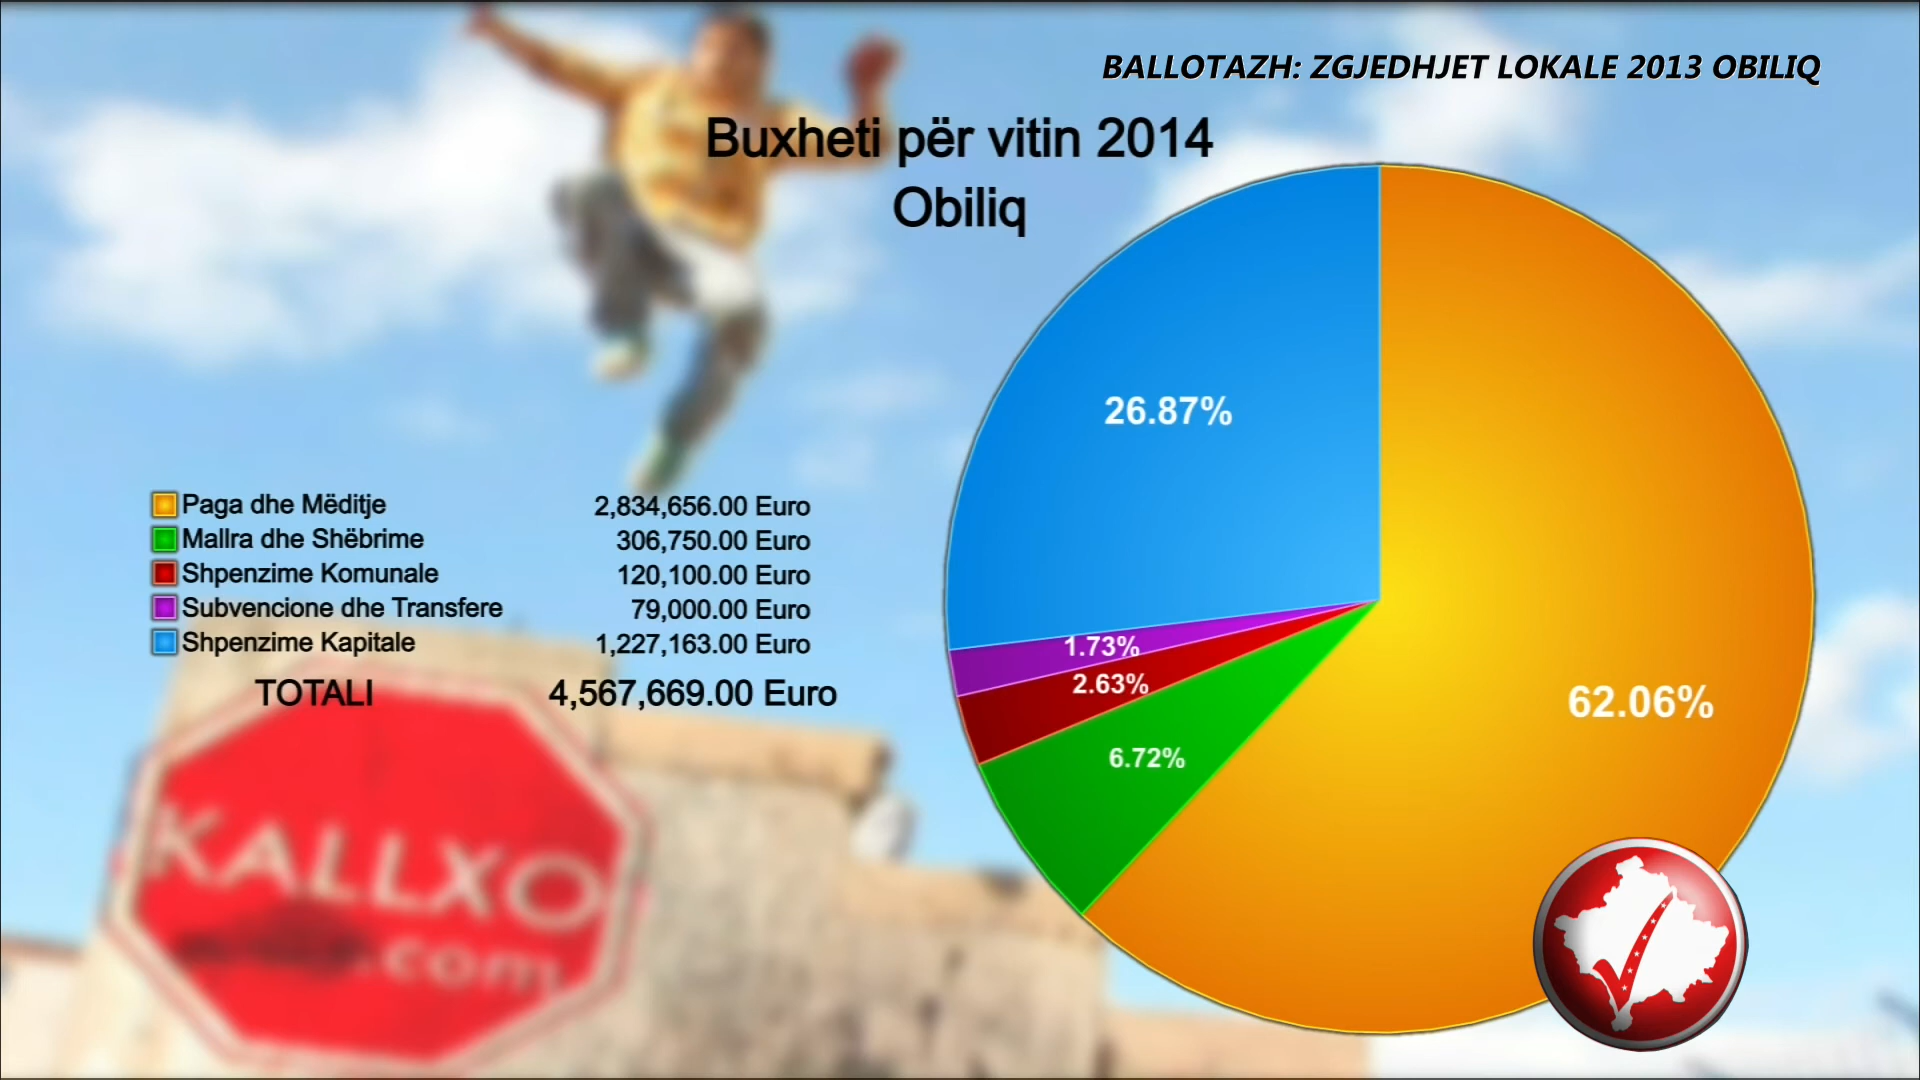 BALLOTAZH: ZGJEDHJET LOKALE 2013 OBILIQ
Buxheti për vitin 2014
Obiliq
26.87%
Paga dhe Mëditje 2,834,656.00 Euro
Mallra dhe Shëbrime 306,750.00 Euro
Shpenzime Komunale 120,100.00 Euro
Subvencione dhe Transfere 79,000.00 Euro
Shpenzime Kapitale 1,227,163.00 Euro
TOTALI 4,567,669.00 Euro
1.73%
2.63%
62.06%
6.72%
KALLXO
.com